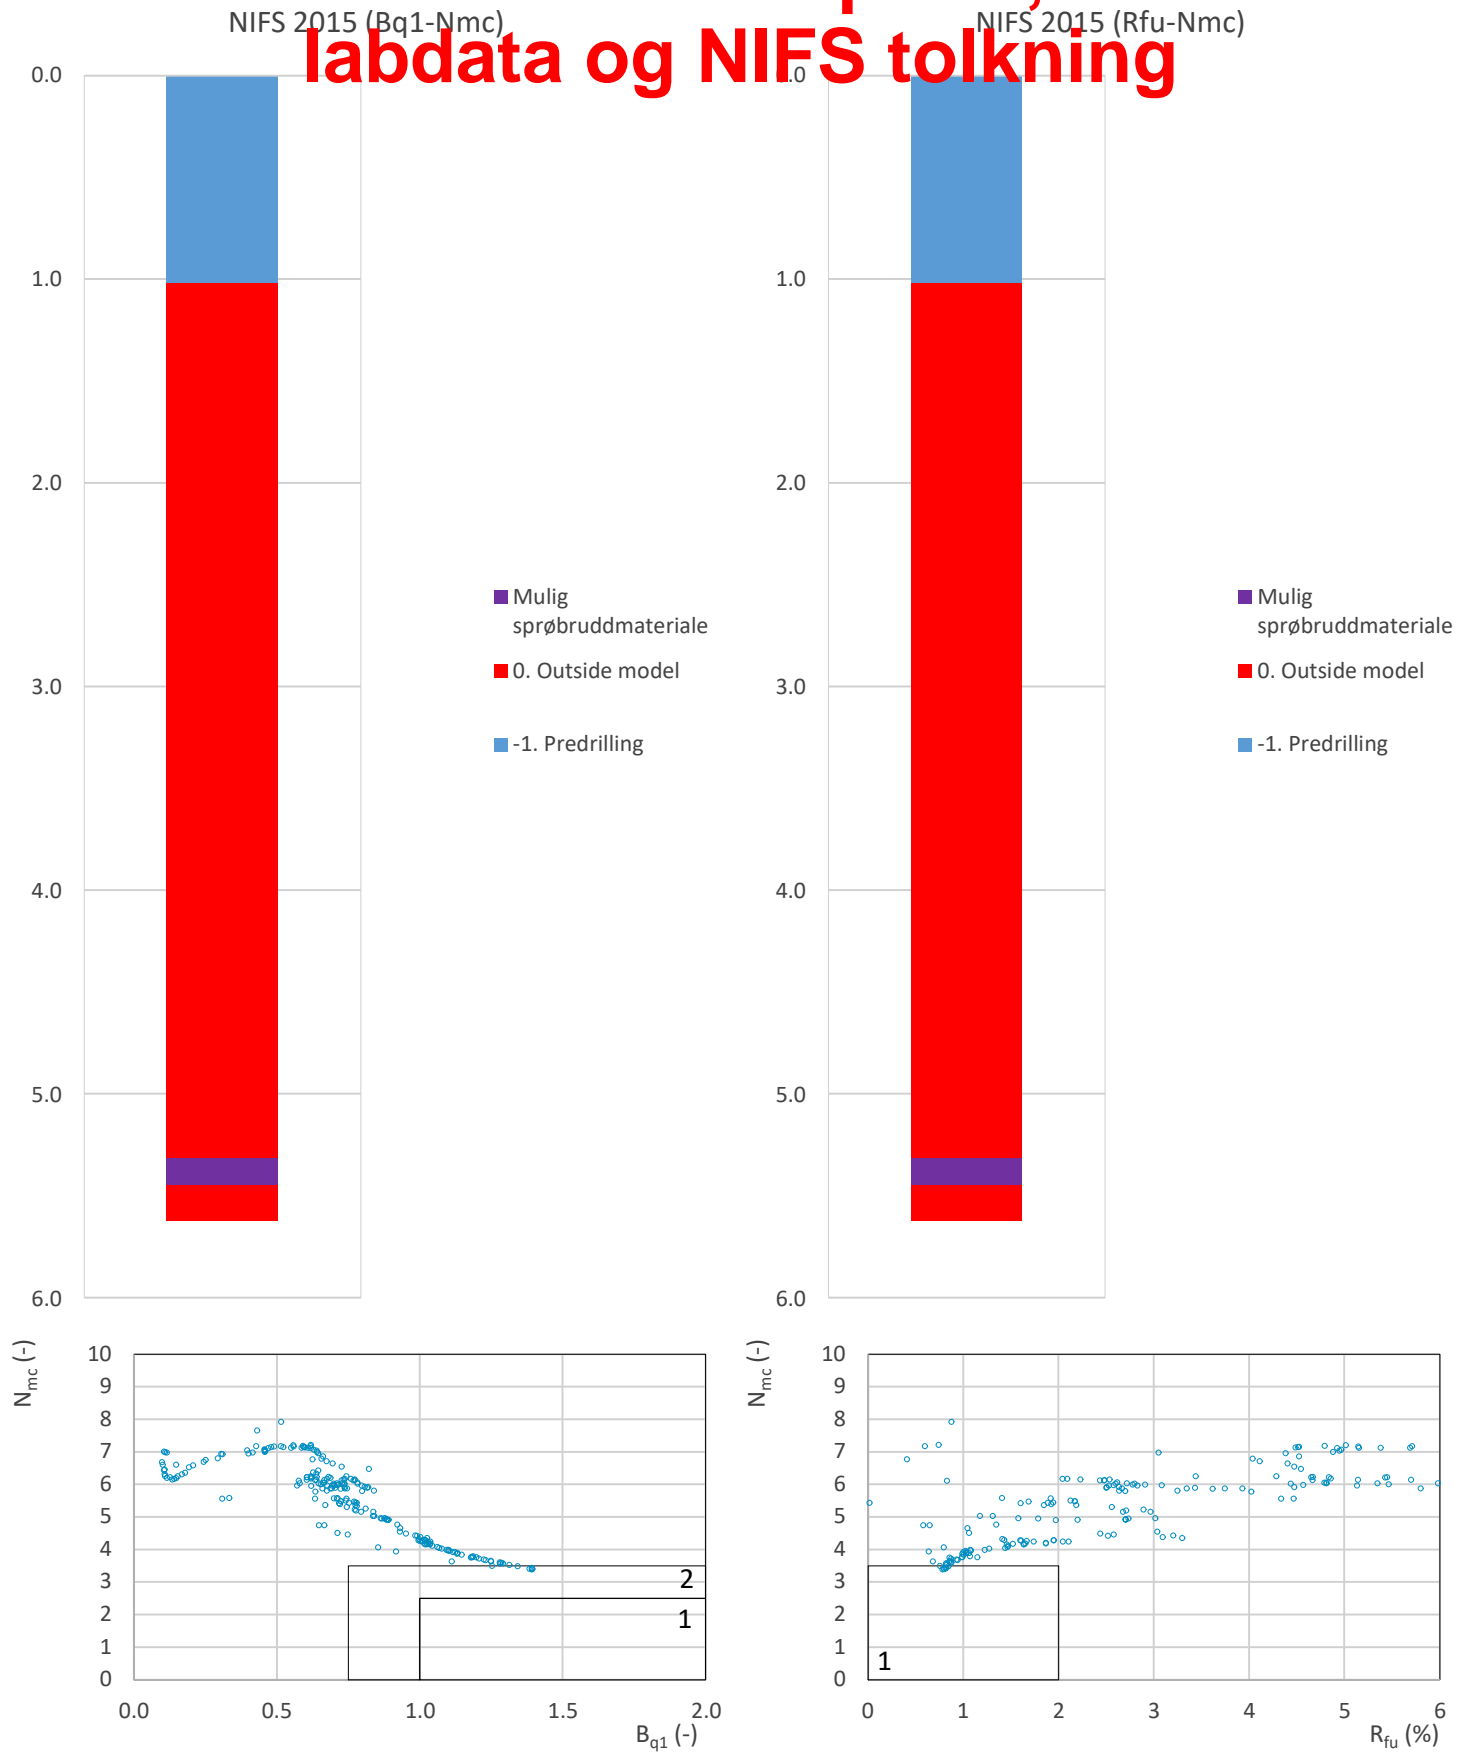 NIFS 2015 (Bq1-Nmc)
NIFS 2015 (Rfu-Nmc)
labdata og NIFS tolkning
0.0
1.0
2.0
3.0
4.0
5.0
6.0
Mulig
sprøbruddmateriale
0. Outside model
-1. Predrilling
.0
1.0
2.0
3.0
4.0
5.0
6.0
Mulig
sprøbruddmateriale
0. Outside model
-1. Predrilling
Nmc (-)
10
9
8
7
6
5
4
3
2
1
0
2
1
0.0 0.5 1.0 1.5 2.0
Bq1 (-)
Nmc (-)
10
9
8
7
6
5
4
3
2
1
0
1
0 1 2 3 4 5 6
Rfu (%)